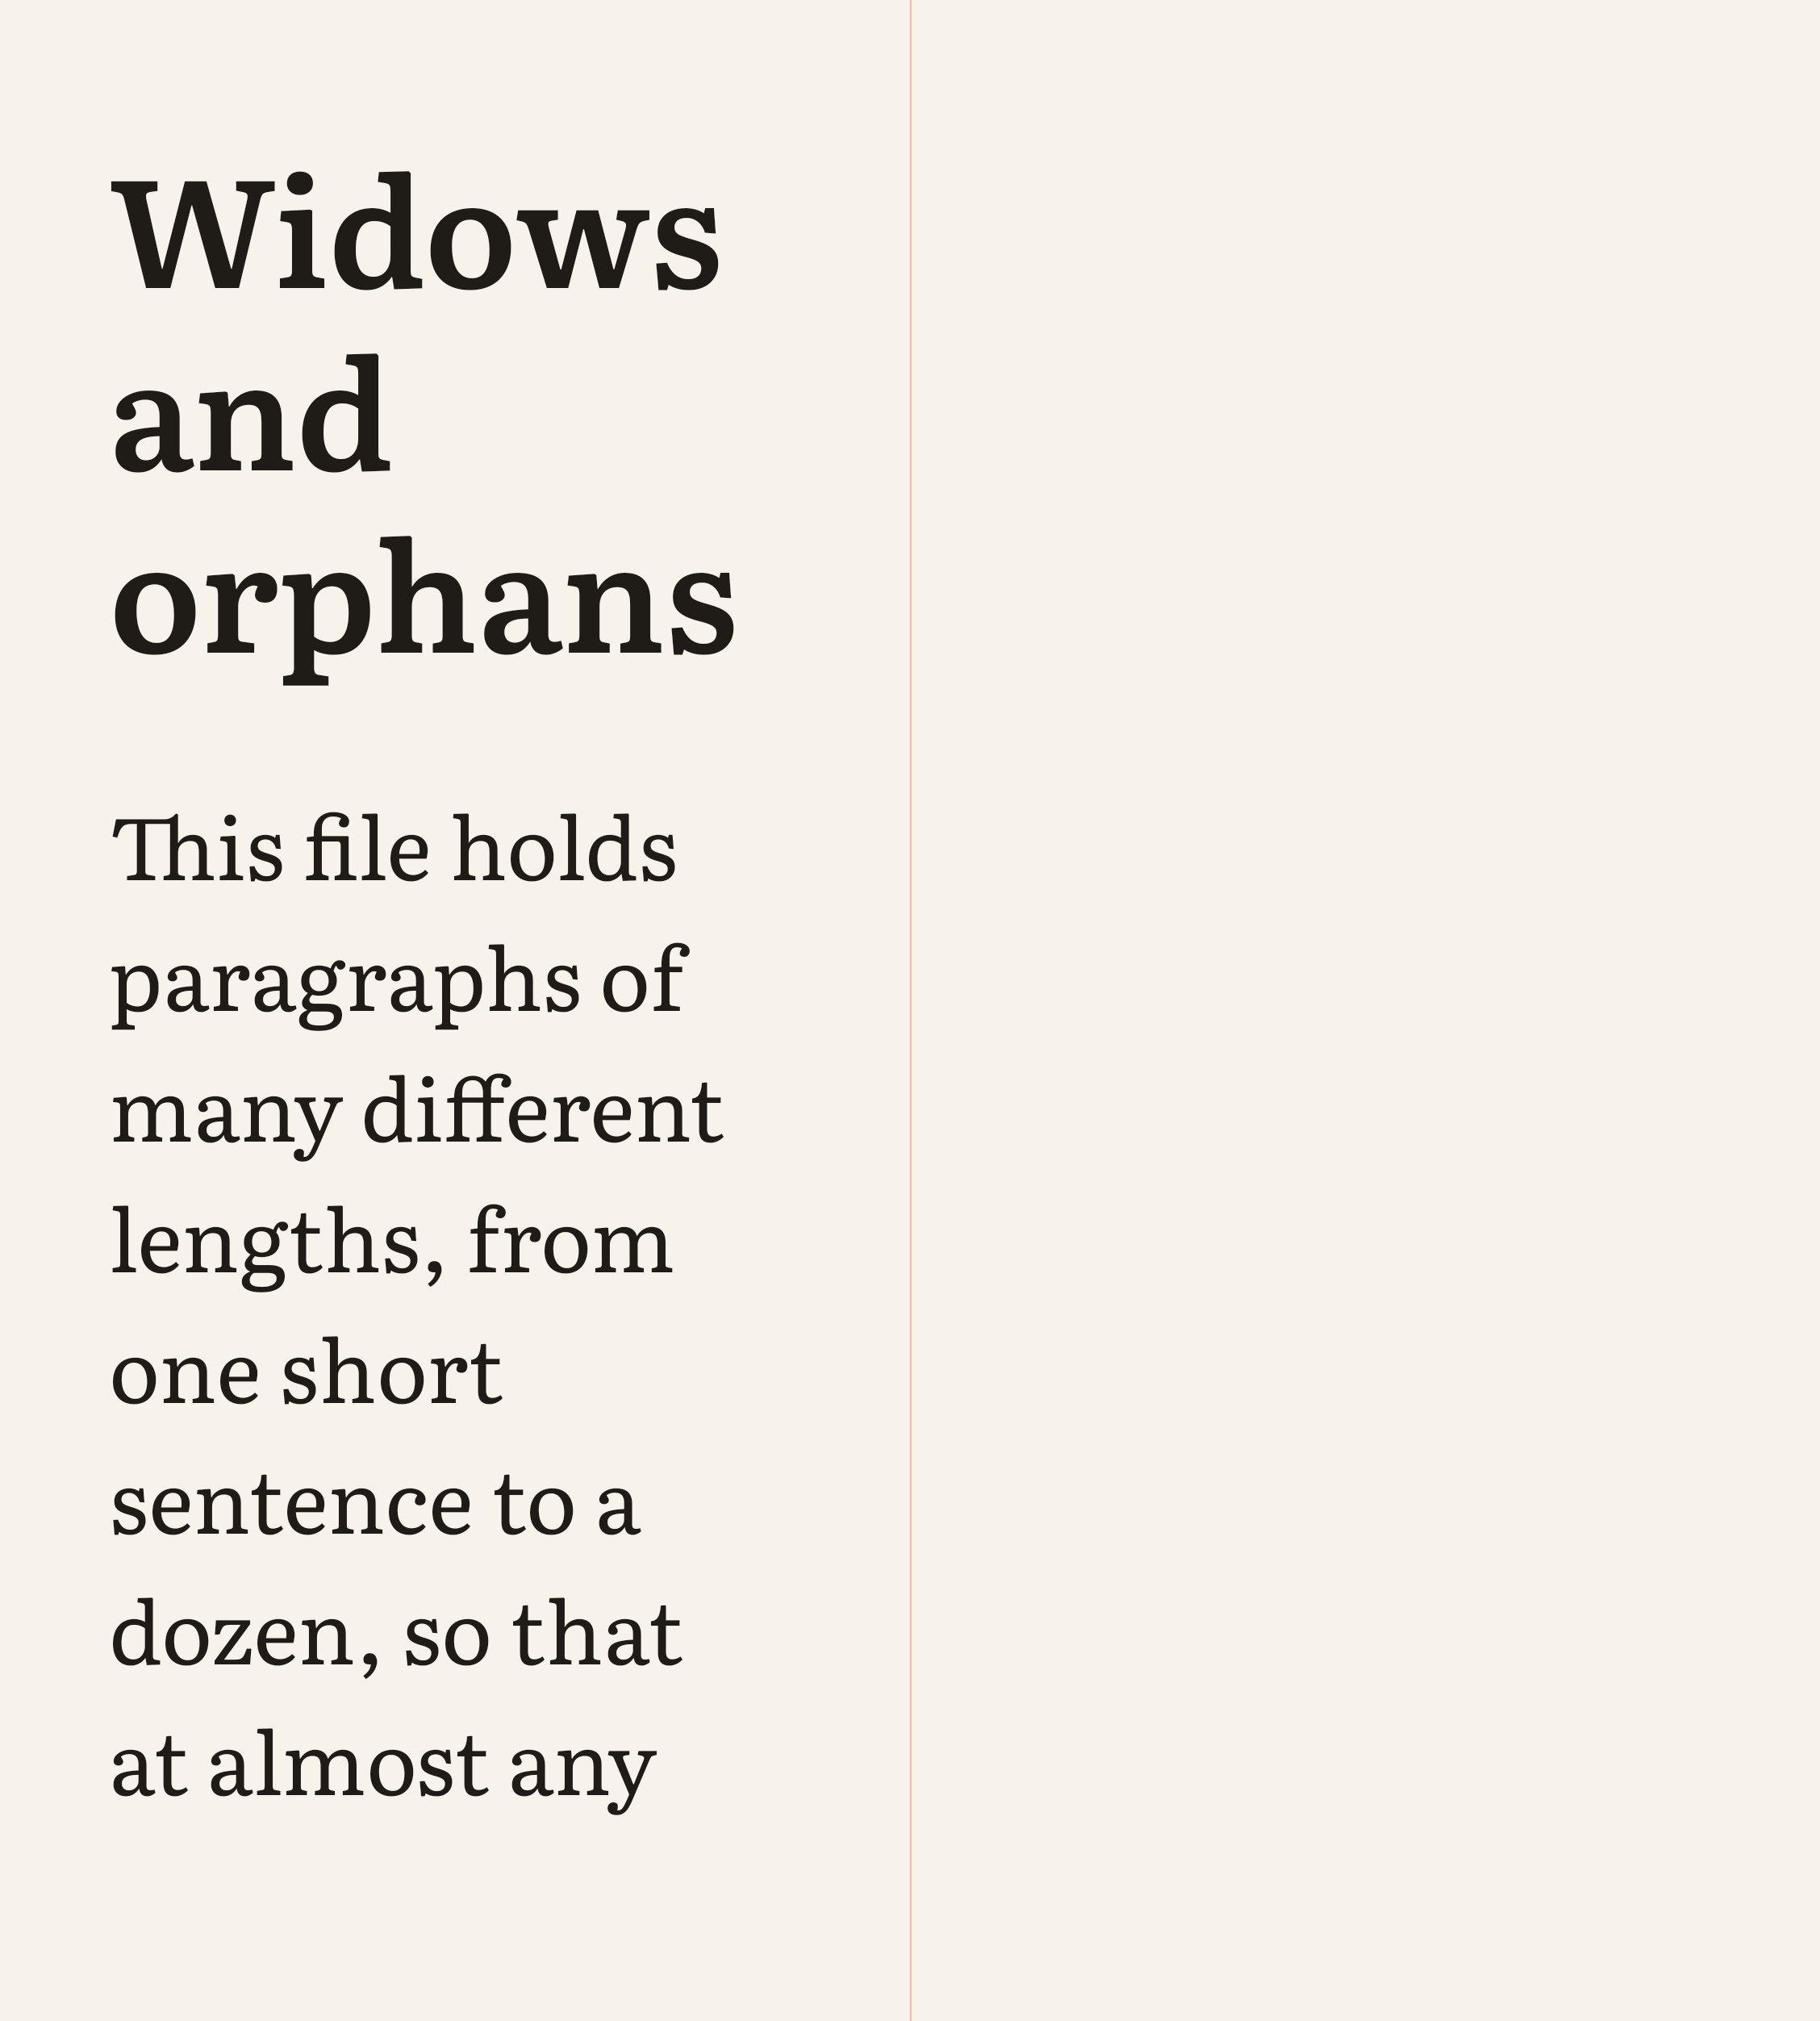 Widows
and
orphans
This file holds
paragraphs of
many different
lengths, from
one short
sentence to a
dozen, so that
at almost any